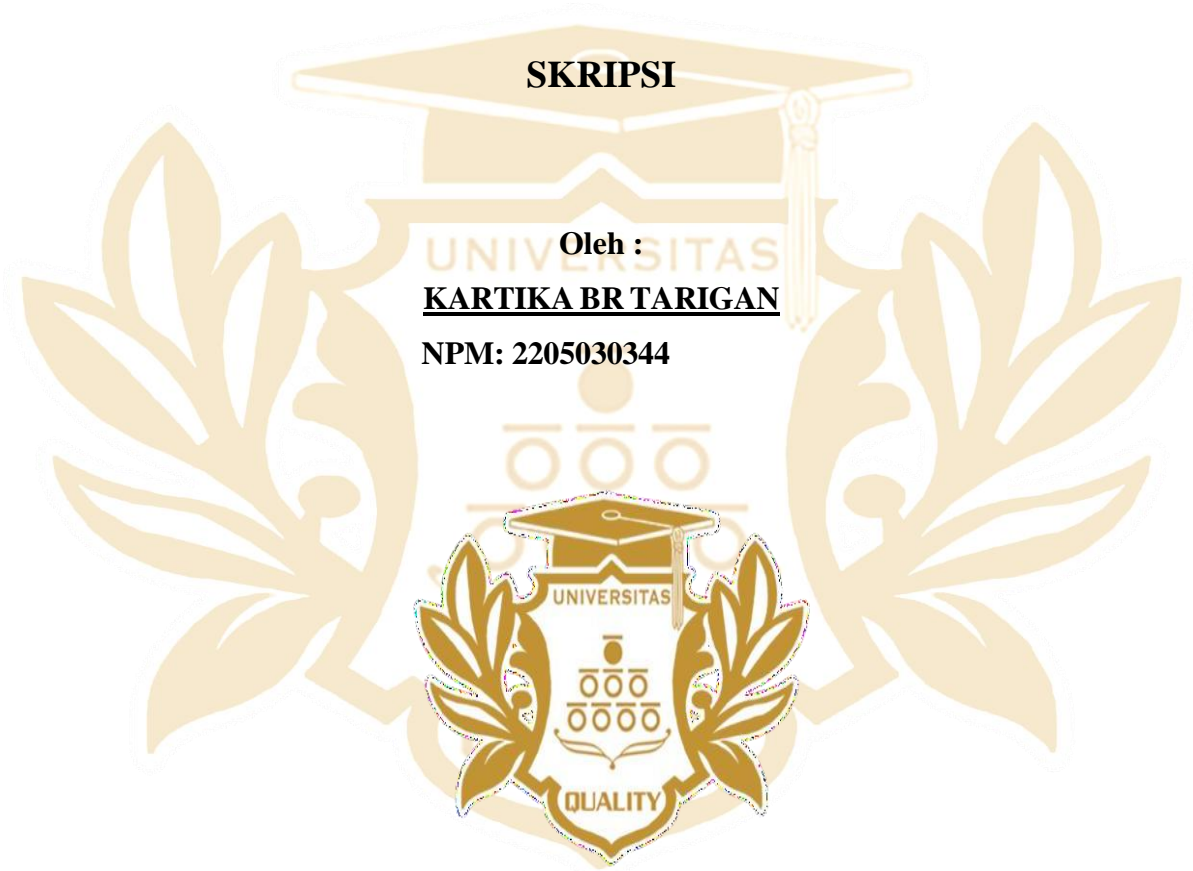 SKRIPSI
Oleh :
UNIVERSITAS
KARTIKA BR TARIGAN
NPM: 2205030344
UNIVERSITAS
QUALITY